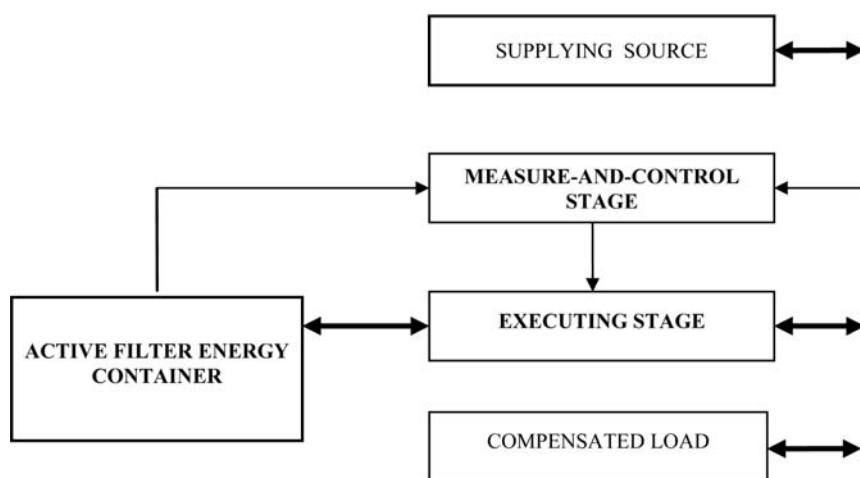 SUPPLYING SOURCE
MEASURE-AND-CONTROL
STAGE
EXECUTING STAGE
ACTIVE FILTER ENERGY
CONTAINER
COMPENSATED LOAD